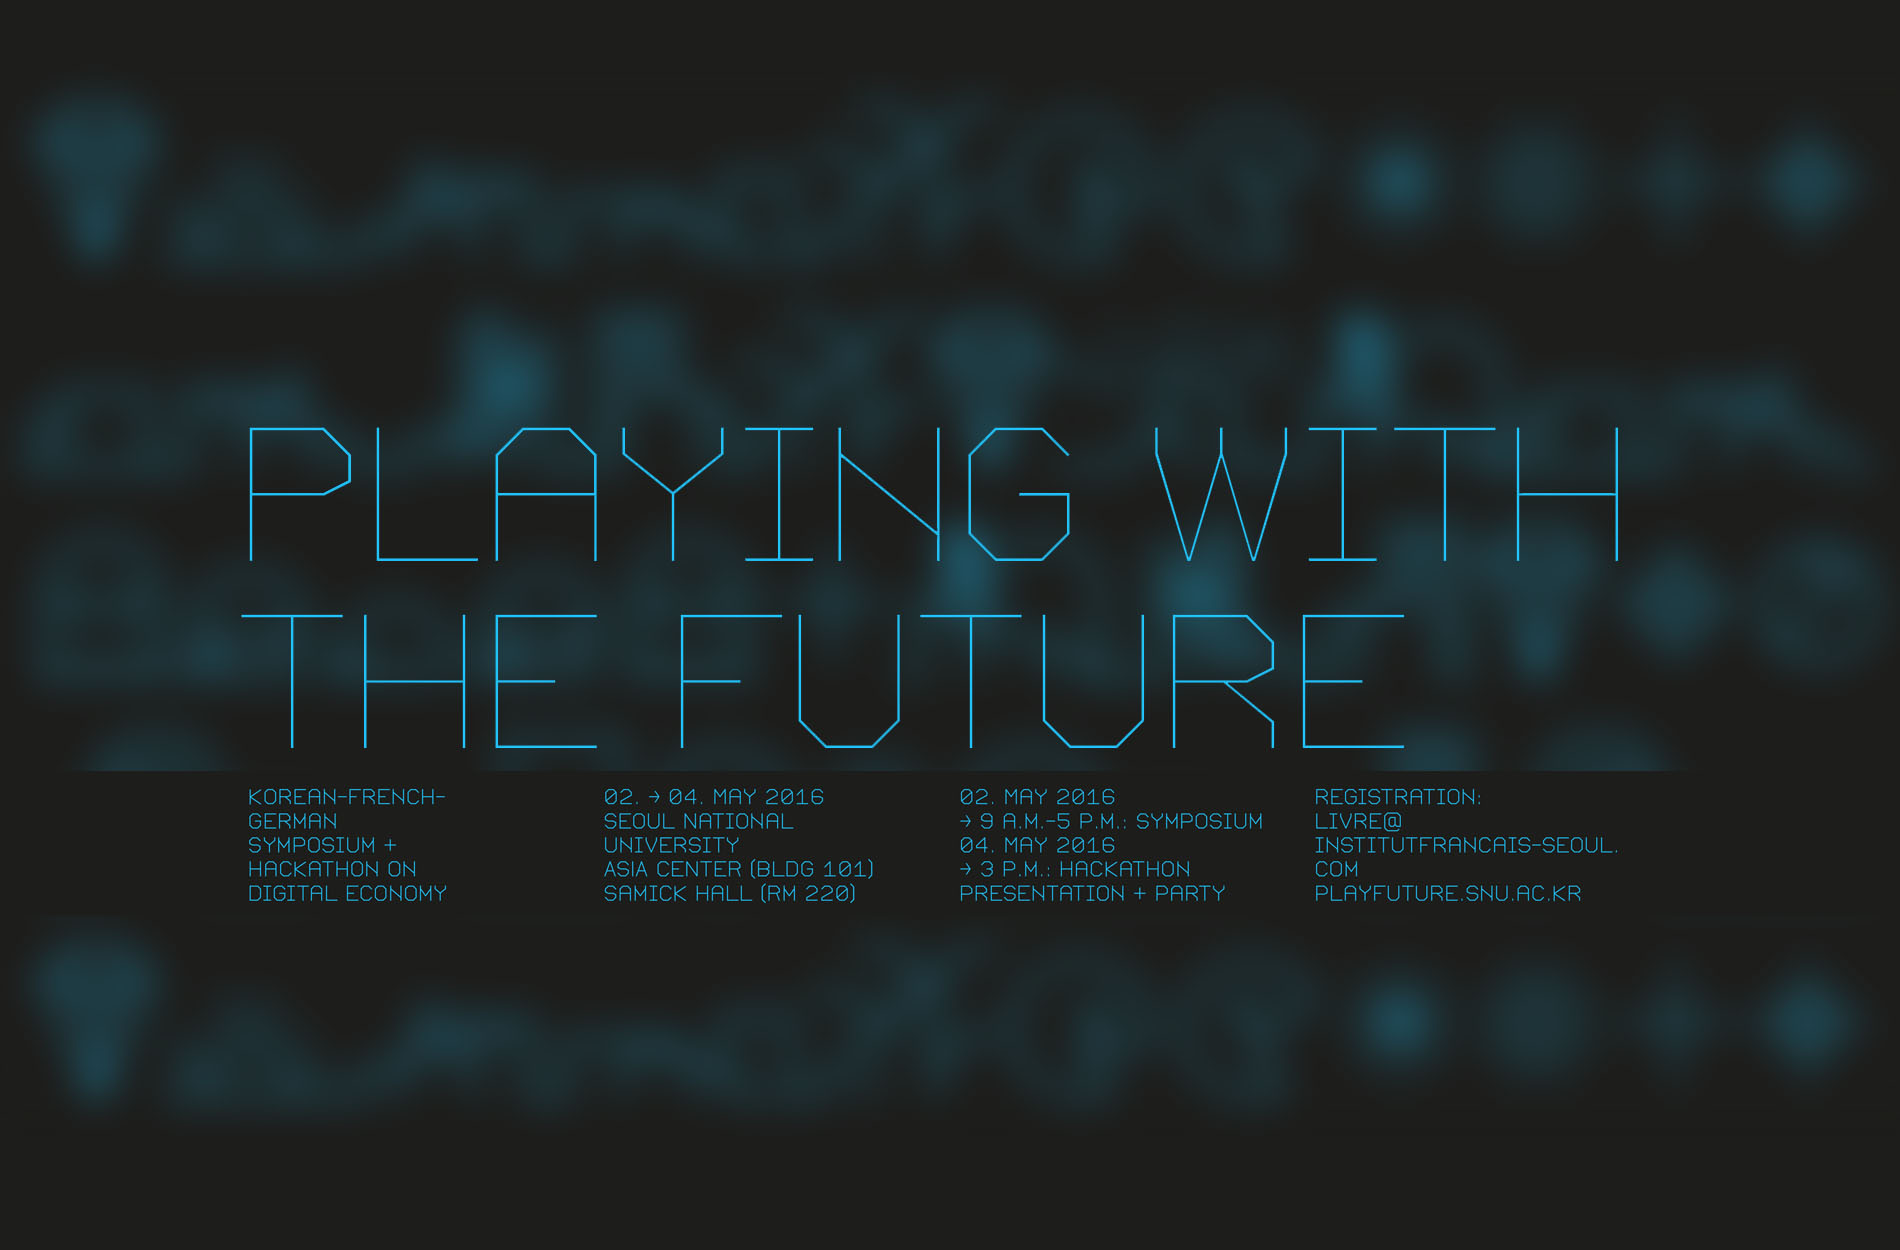 PLAYING WITH
THE FUTURE
KOREAN-FRENCH-
GERMAN
SYMPOSIUM +
HACKATHON ON
DIGITAL ECONOMY
02. → 04. MAY 2016
SEOUL NATIONAL
UNIVERSITY
ASIA CENTER (BLDG 101)
SAMICK HALL (RM 220)
02. MAY 2016
→ 9 A.M.-5 P.M.: SYMPOSIUM
04. MAY 2016
→ 3 P.M.: HACKATHON
PRESENTATION + PARTY
REGISTRATION:
LIVRE@
INSTITUTFRANCAIS-SEOUL.
COM
PLAYFUTURE.SNU.AC.KR